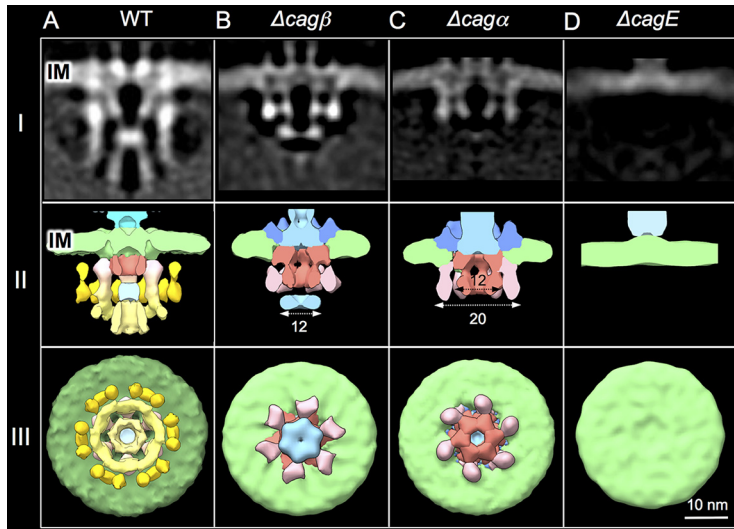 A WT B Δcagβ C Δcagα D ΔcagE
IM
I
IM
II
12
12
20
III
10 nm